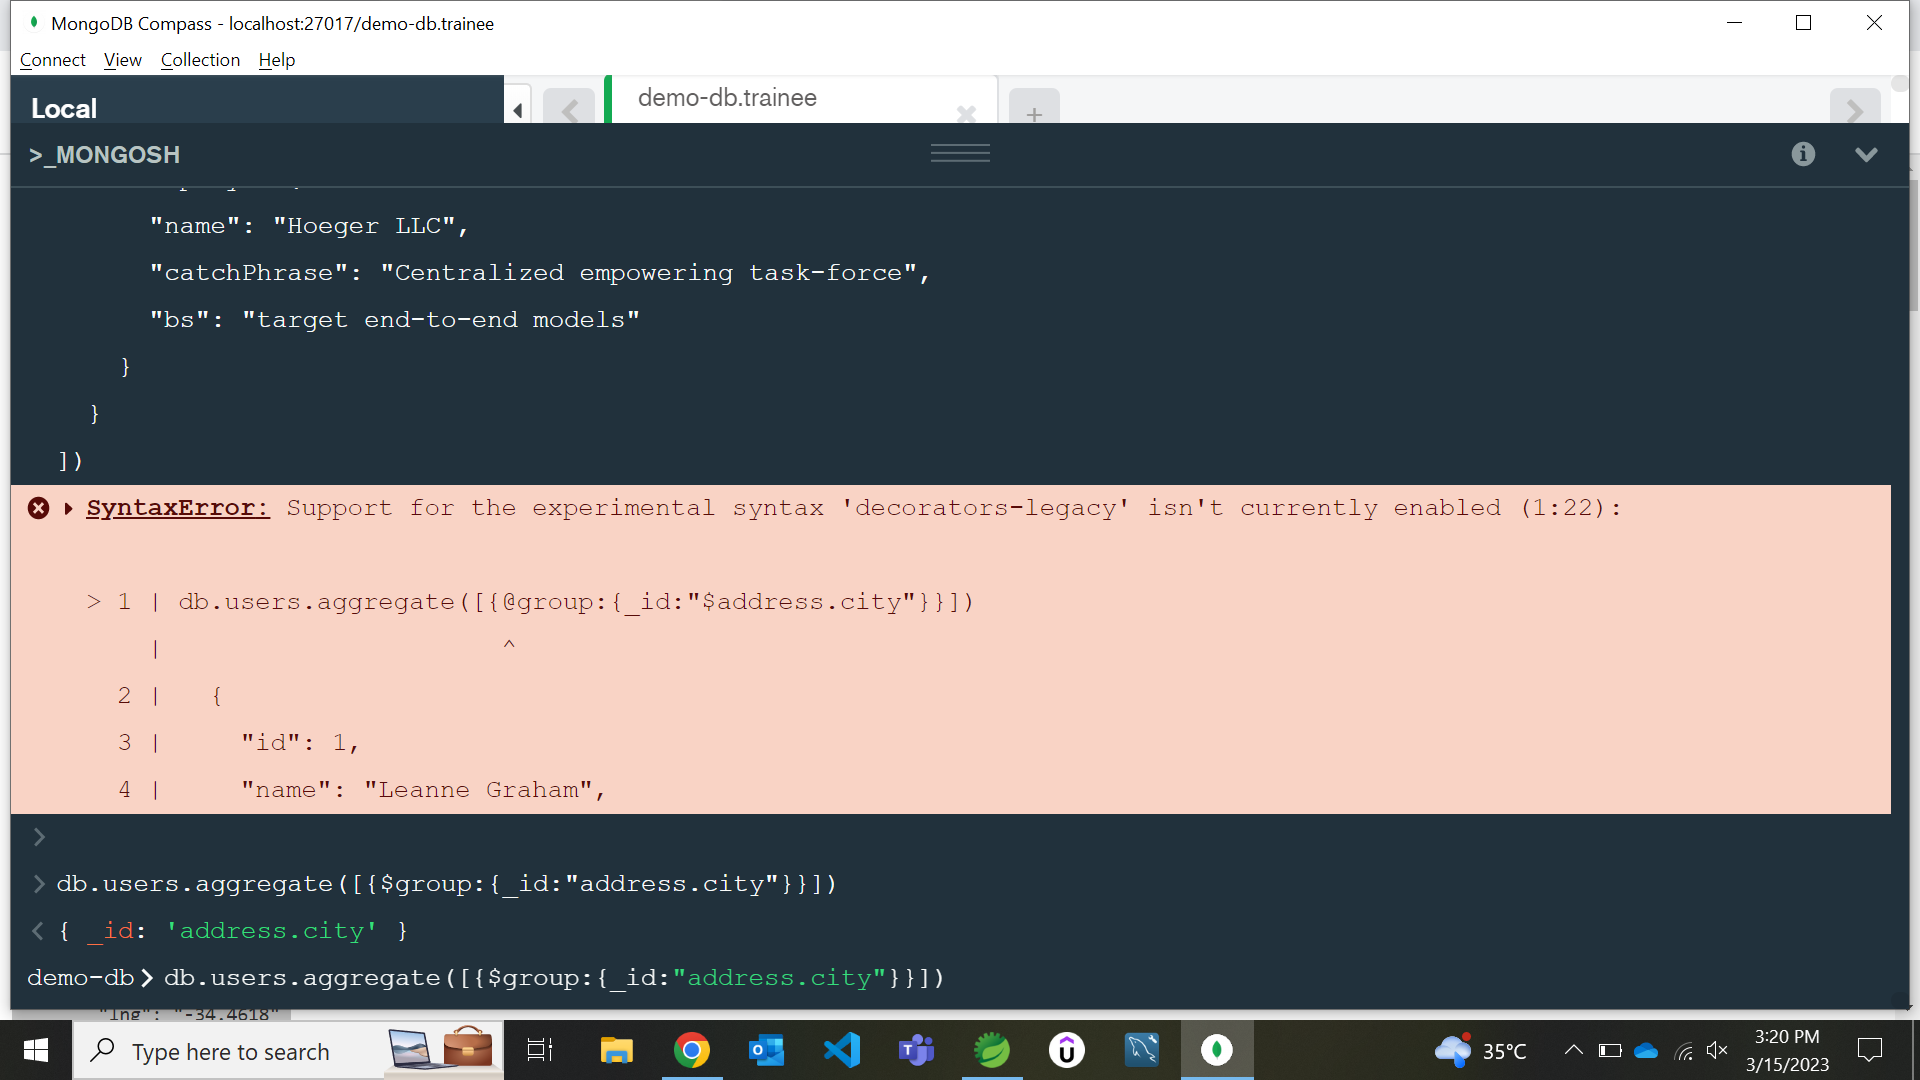 MongoDB Compass - localhost:27017/demo-db.trainee
Connect View Collection Help
Local
demo-db.trainee
>_MONGOSH
"name": "Hoeger LLC",
"catchPhrase": "Centralized empowering task-force",
"bs": "target end-to-end models"
}
}
])
SyntaxError: Support for the experimental syntax 'decorators-legacy' isn't currently enabled (1:22):
> 1 | db.users.aggregate([{@group:{_id:"$address.city"}}])
| ^
2 | {
3 | "id": 1,
4 | "name": "Leanne Graham",
>
> db.users.aggregate([{$group:{_id:"address.city"}}])
< { _id: 'address.city' }
demo-db> db.users.aggregate([{$group:{_id:"address.city"}}])
"lng": "-34.4618"
Type here to search
35°C
3:20 PM
3/15/2023